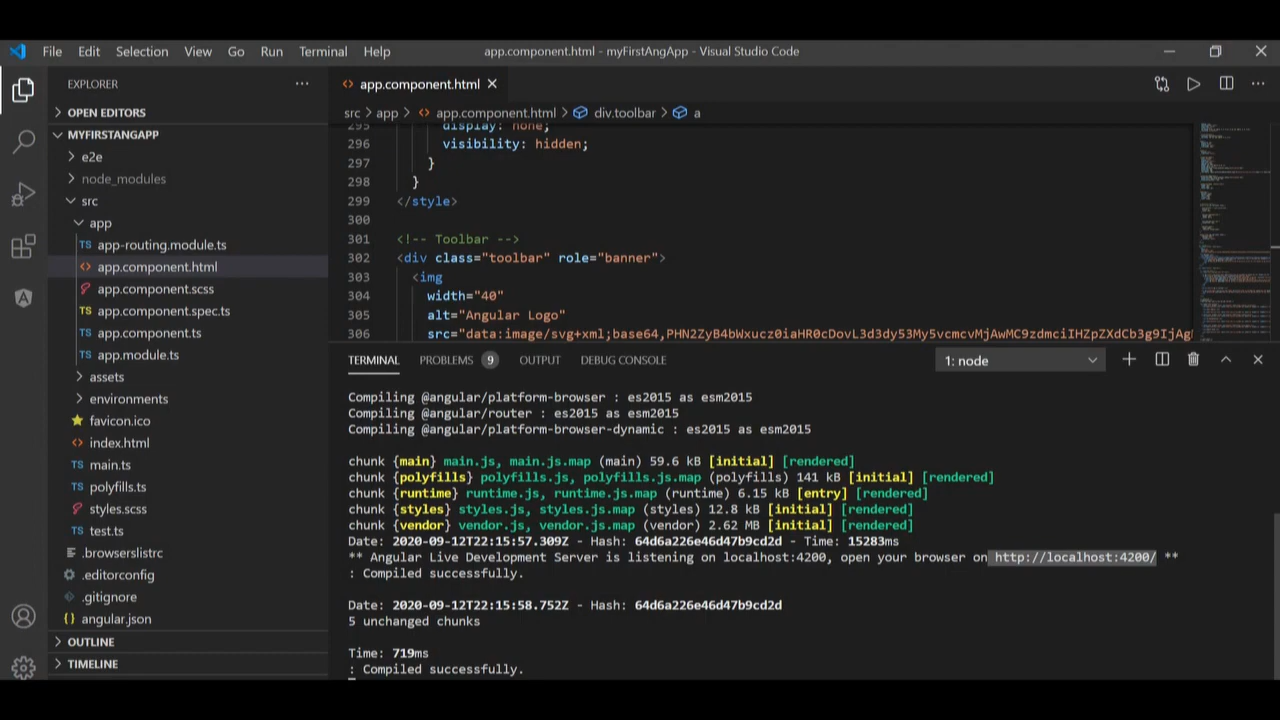 File Edit Selection View Go Run Terminal Help app.component.html - myFirstAngApp - Visual Studio Code
EXPLORER
OPEN EDITORS
MYFIRSTANGAPP
e2e
node_modules
src
app
TS app-routing.module.ts
<> app.component.html
app.component.scss
TS app.component.spec.ts
TS app.component.ts
TS app.module.ts
assets
environments
favicon.ico
<> index.html
TS main.ts
TS polyfills.ts
styles.scss
TS test.ts
.browserslistrc
.editorconfig
.gitignore
{} angular.json
OUTLINE
TIMELINE
<> app.component.html
src > app > <> app.component.html > div.toolbar > a
295 display: none;
296 visibility: hidden;
297 }
298 }
299 </style>
300
301 <!-- Toolbar -->
302 <div class="toolbar" role="banner">
303 <img
304 width="40"
305 alt="Angular Logo"
306 src="data:image/svg+xml;base64,
TERMINAL PROBLEMS 9 OUTPUT DEBUG CONSOLE 1: node
Compiling @angular/platform-browser : es2015 as esm2015
Compiling @angular/router : es2015 as esm2015
Compiling @angular/platform-browser-dynamic : es2015 as esm2015
chunk {main} main.js, main.js.map (main) 59.6 kB [initial] [rendered]
chunk {polyfills} polyfills.js, polyfills.js.map (polyfills) 141 kB [initial] [rendered]
chunk {runtime} runtime.js, runtime.js.map (runtime) 6.15 kB [entry] [rendered]
chunk {styles} styles.js, styles.js.map (styles) 12.8 kB [initial] [rendered]
chunk {vendor} vendor.js, vendor.js.map (vendor) 2.62 MB [initial] [rendered]
Date: 2020-09-12T22:15:57.309Z - Hash: 64d6a226e46d47b9cd2d - Time: 15283ms
** Angular Live Development Server is listening on localhost:4200, open your browser on http://localhost:4200/ **
: Compiled successfully.
Date: 2020-09-12T22:15:58.752Z - Hash: 64d6a226e46d47b9cd2d
5 unchanged chunks
Time: 719ms
: Compiled successfully.